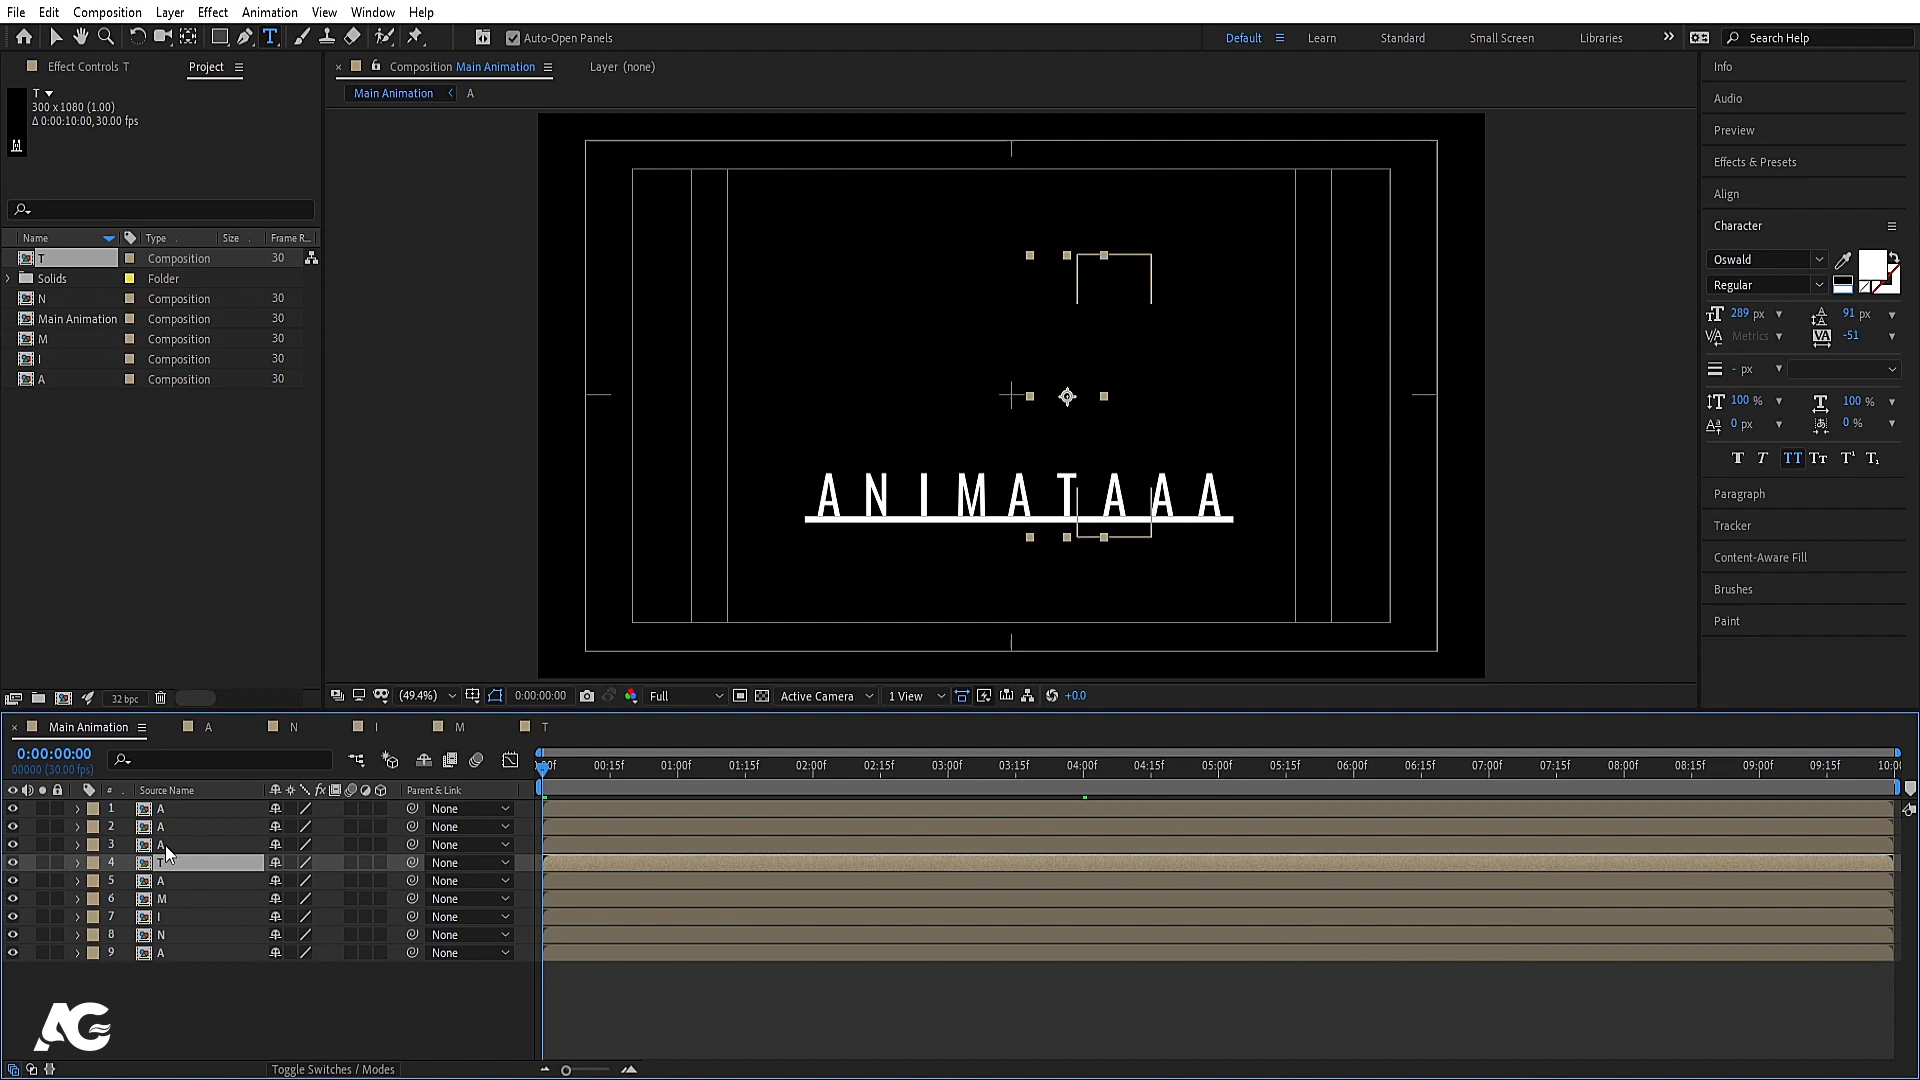 File Edit Composition Layer Effect Animation View Window Help
Auto-Open Panels
Default Learn Standard Small Screen Libraries Search Help
Effect Controls T Project
Composition Main Animation Layer (none)
Main Animation A
T
300 x 1080 (1.00)
Δ 0:00:10:00, 30.00 fps
M
Name Type Size Frame R...
T Composition 30
Solids Folder
N Composition 30
Main Animation Composition 30
M Composition 30
I Composition 30
A Composition 30
ANIMATAAA
Info
Audio
Preview
Effects & Presets
Align
Character
Oswald
Regular
289 px 91 px
Metrics -51
- px
100 % 100 %
0 px 0 %
Paragraph
Tracker
Content-Aware Fill
Brushes
Paint
32 bpc
(49.4%) 0:00:00:00 Full Active Camera 1 View +0.0
Main Animation A N I M T
0:00:00:00
00000 (30.00 fps)
00f 00:15f 01:00f 01:15f 02:00f 02:15f 03:00f 03:15f 04:00f 04:15f 05:00f 05:15f 06:00f 06:15f 07:00f 07:15f 08:00f 08:15f 09:00f 09:15f 10:0
# Source Name fx Parent & Link
1 A None
2 A None
3 A None
4 T None
5 A None
6 M None
7 I None
8 N None
9 A None
AG
Toggle Switches / Modes